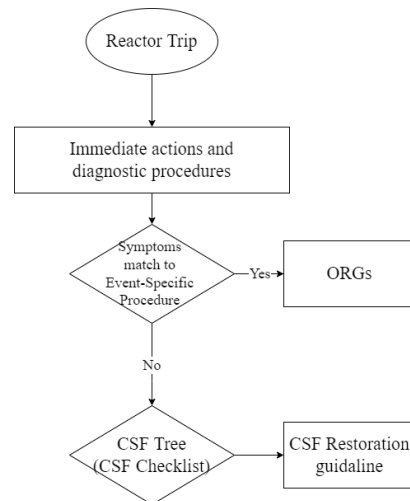 Reactor Trip
Immediate actions and
diagnostic procedures
Symptoms
match to
Event-Specific
Procedure
Yes
ORGs
No
CSF Tree
(CSF Checklist)
CSF Restoration
guidaline